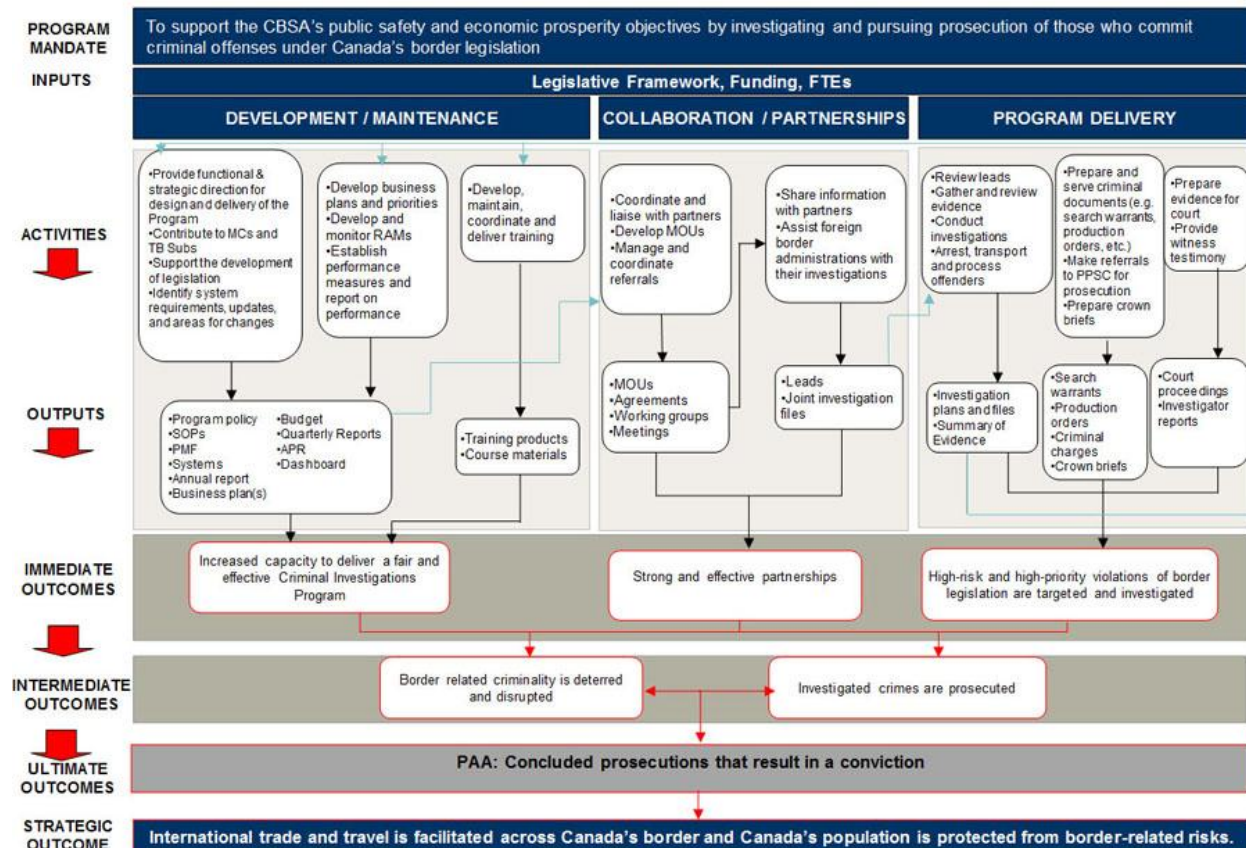 PROGRAM
MANDATE
To support the CBSA's public safety and economic prosperity objectives by investigating and pursuing prosecution of those who commit
criminal offenses under Canada's border legislation
INPUTS
Legislative Framework, Funding, FTEs
DEVELOPMENT / MAINTENANCE
COLLABORATION / PARTNERSHIPS
PROGRAM DELIVERY
ACTIVITIES
•Provide functional &
strategic direction for
design and delivery of the
Program
•Contribute to MCs and
TB Subs
•Support the development
of legislation
•Identify system
requirements, updates,
and areas for changes
•Develop business
plans and priorities
•Develop and
monitor RAMs
•Establish
performance
measures and
report on
performance
•Develop,
maintain,
coordinate and
deliver training
•Coordinate and
liaise with partners
•Develop MOUs
•Manage and
coordinate
referrals
•Share information
with partners
•Assist foreign
border
administrations with
their investigations
•Review leads
•Gather and review
evidence
•Conduct
investigations
•Arrest, transport
and process
offenders
•Prepare and
serve criminal
documents (e.g.
search warrants,
production
orders, etc.)
•Make referrals
to PPSC for
prosecution
•Prepare crown
briefs
•Prepare
evidence for
court
•Provide
witness
testimony
OUTPUTS
•Program policy
•SOPs
•PMF
•Systems
•Annual report
•Business plan(s)
•Budget
•Quarterly Reports
•APR
•Dashboard
•Training products
•Course materials
•MOUs
•Agreements
•Working groups
•Meetings
•Leads
•Joint investigation
files
•Investigation
plans and files
•Summary of
Evidence
•Search
warrants
•Production
orders
•Criminal
charges
•Crown briefs
•Court
proceedings
•Investigator
reports
IMMEDIATE
OUTCOMES
Increased capacity to deliver a fair and
effective Criminal Investigations
Program
Strong and effective partnerships
High-risk and high-priority violations of border
legislation are targeted and investigated
INTERMEDIATE
OUTCOMES
Border related criminality is deterred
and disrupted
Investigated crimes are prosecuted
ULTIMATE
OUTCOMES
PAA: Concluded prosecutions that result in a conviction
STRATEGIC
OUTCOME
International trade and travel is facilitated across Canada's border and Canada's population is protected from border-related risks.